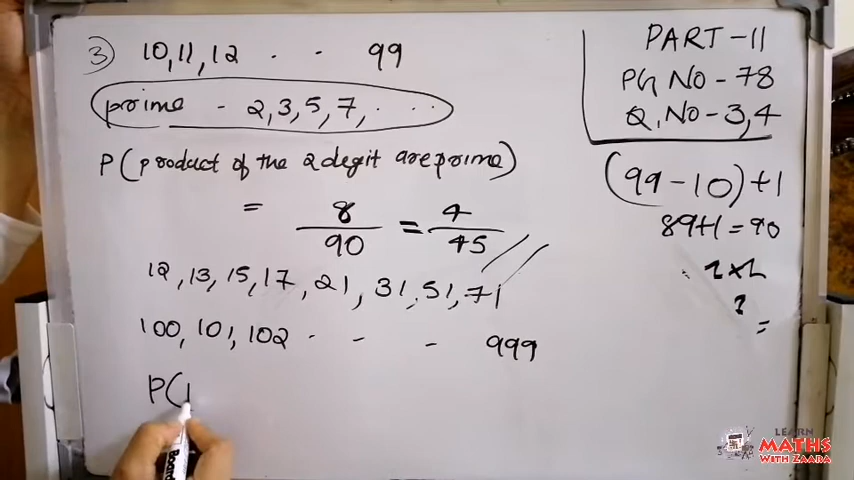 3) 10,11,12 - - 99
prime - 2,3,5,7, . . .
P(product of the 2 degit are prime)
= 8/90 = 4/45
12, 13, 15, 17, 21, 31, 51, 71
100, 101, 102 - - - 999
P(
PART-II
PG NO-78
Q.NO-3,4
(99-10)+1
89+1=90
=
LEARN
MATHS
WITH ZAARA